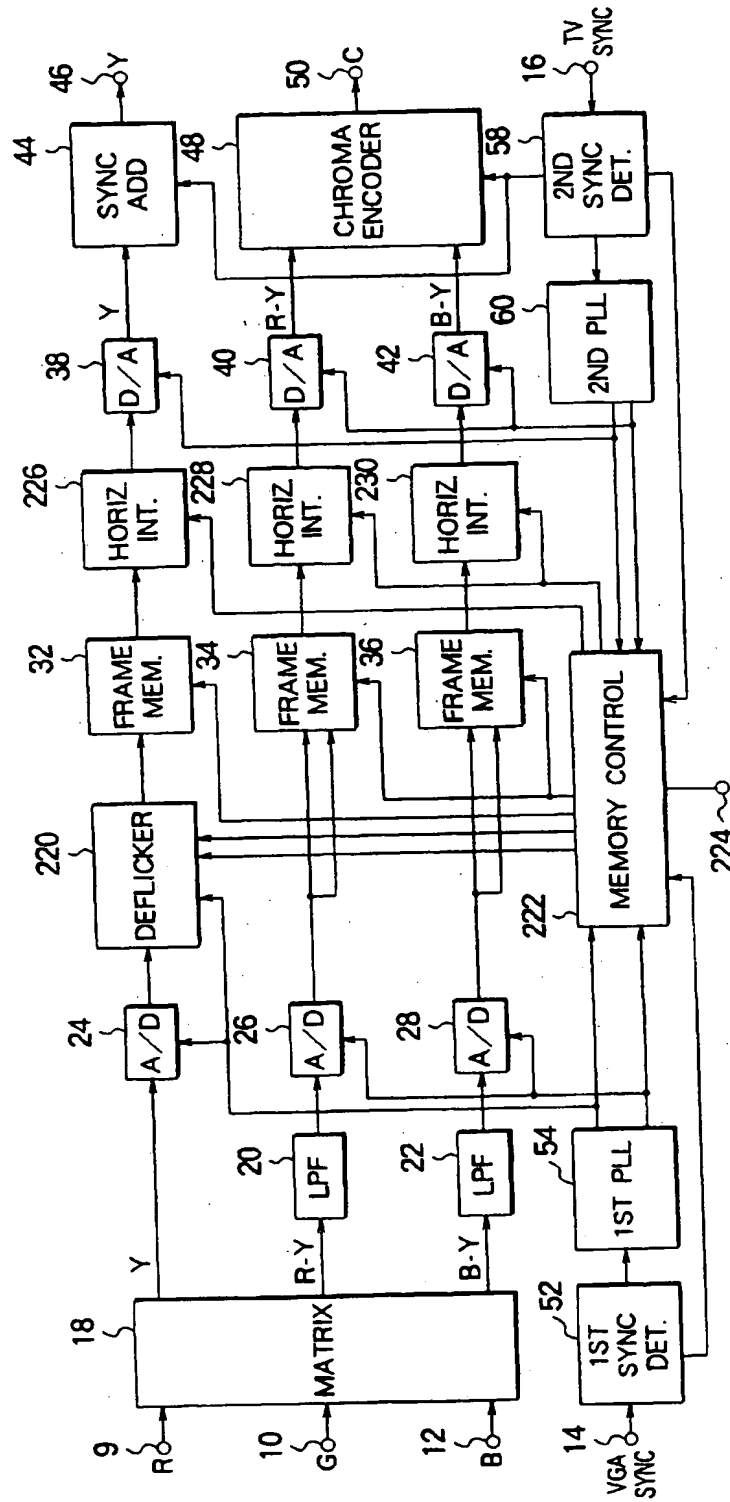 9
R
10
G
12
B
14
VGA
SYNC
18
MATRIX
Y
R-Y
B-Y
20
LPF
22
LPF
52
1ST
SYNC
DET.
54
1ST PLL
24
A/D
26
A/D
28
A/D
220
DEFLICKER
222
MEMORY CONTROL
224
32
FRAME
MEM.
34
FRAME
MEM.
36
FRAME
MEM.
226
HORIZ.
INT.
228
HORIZ.
INT.
230
HORIZ.
INT.
38
D/A
40
D/A
42
D/A
Y
R-Y
B-Y
60
2ND PLL
44
SYNC
ADD
48
CHROMA
ENCODER
58
2ND
SYNC
DET.
46
Y
50
C
16
TV
SYNC